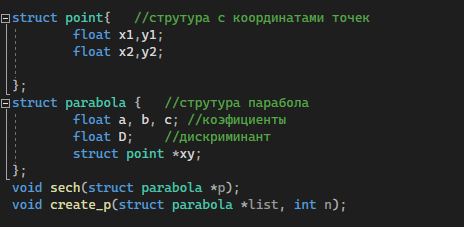 struct point{ //струтура с координатами точек
float x1,y1;
float x2,y2;
};
struct parabola { //струтура парабола
float a, b, c; //коэфициенты
float D; //дискриминант
struct point *xy;
};
void sech(struct parabola *p);
void create_p(struct parabola *list, int n);